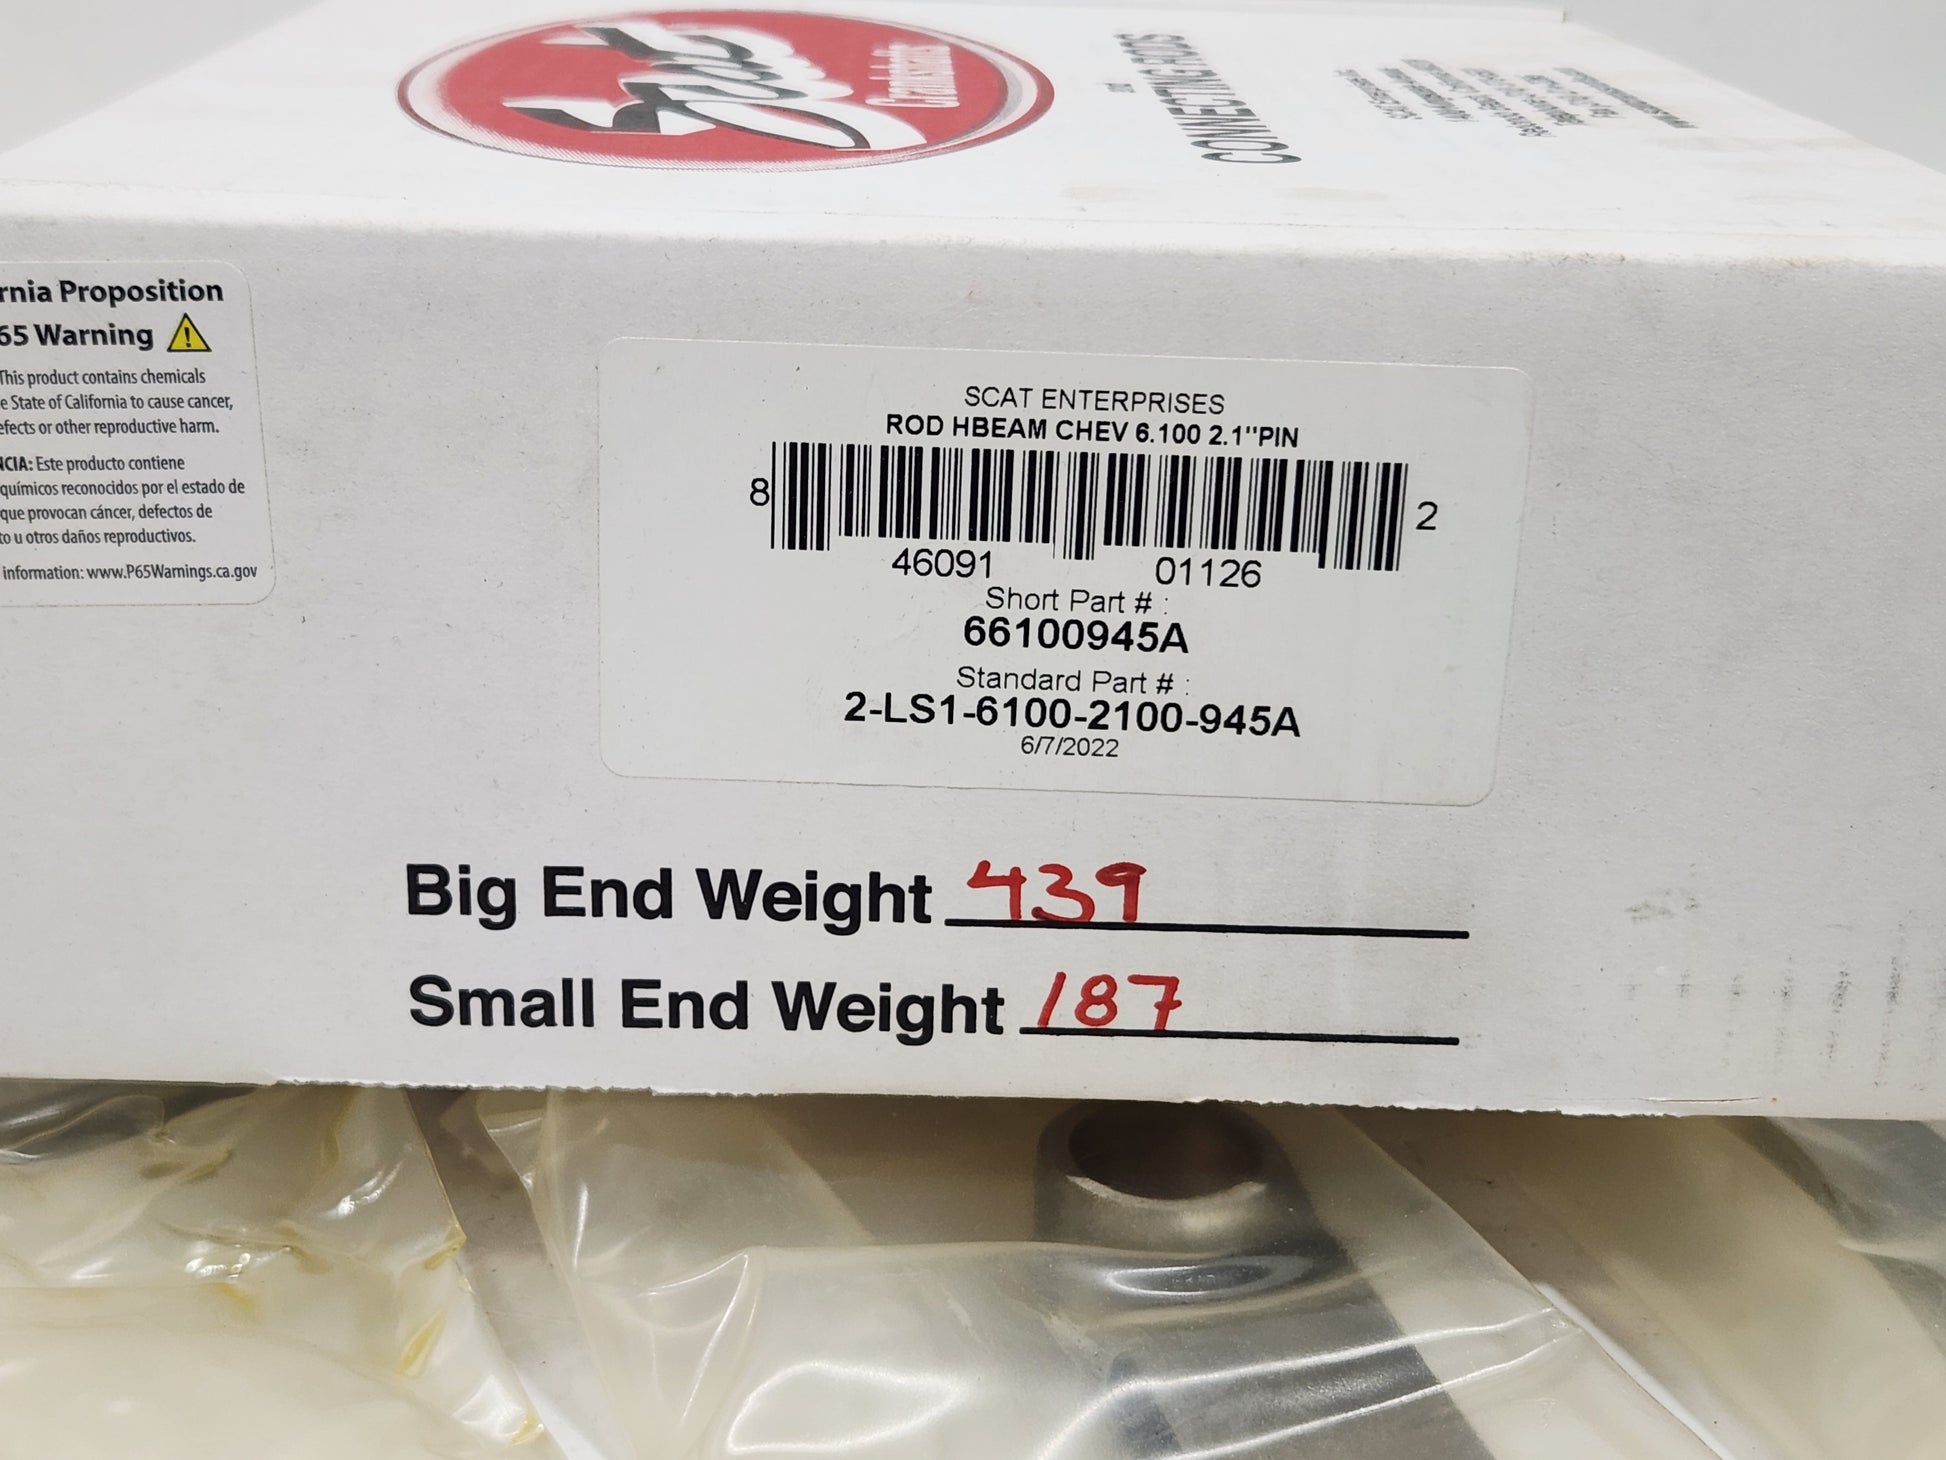 Scat
Crankshafts
CONNECTING RODS
rnia Proposition
65 Warning
This product contains chemicals
e State of California to cause cancer,
efects or other reproductive harm.
NCIA: Este producto contiene
químicos reconocidos por el estado de
que provocan cáncer, defectos de
to u otros daños reproductivos.
information: www.P65Warnings.ca.gov
SCAT ENTERPRISES
ROD HBEAM CHEV 6.100 2.1"PIN
8 46091 01126 2
Short Part # :
66100945A
Standard Part # :
2-LS1-6100-2100-945A
6/7/2022
Big End Weight 439
Small End Weight 187